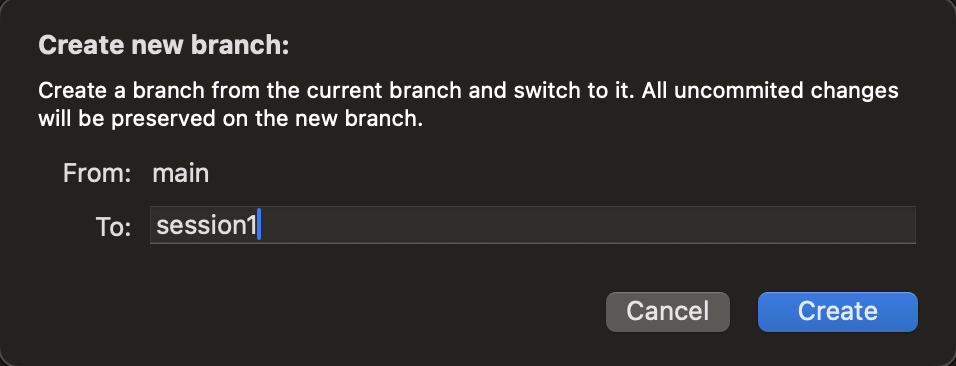 Create new branch:
Create a branch from the current branch and switch to it. All uncommited changes
will be preserved on the new branch.
From: main
To: session1
Cancel Create